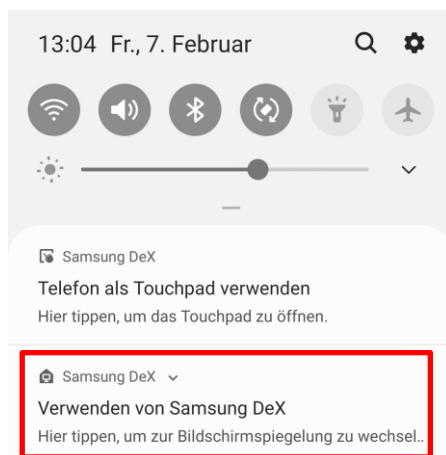 13:04 Fr., 7. Februar
Samsung DeX
Telefon als Touchpad verwenden
Hier tippen, um das Touchpad zu öffnen.
Samsung DeX
Verwenden von Samsung DeX
Hier tippen, um zur Bildschirmspiegelung zu wechsel..